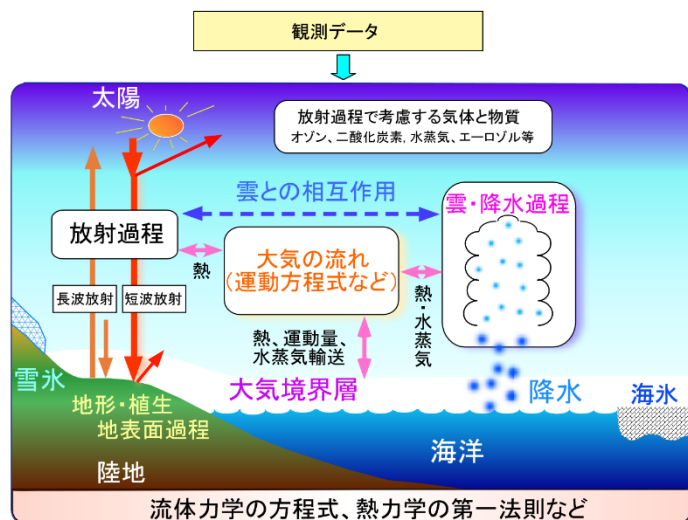 観測データ
太陽
放射過程で考慮する気体と物質
オゾン、二酸化炭素, 水蒸気、エーロゾル等
雲との相互作用
雲・降水過程
放射過程
熱
大気の流れ
(運動方程式など)
熱・水蒸気
長波放射
短波放射
熱、運動量、
水蒸気輸送
雪氷
地形・植生
地表面過程
大気境界層
降水
海氷
海洋
陸地
流体力学の方程式、熱力学の第一法則など